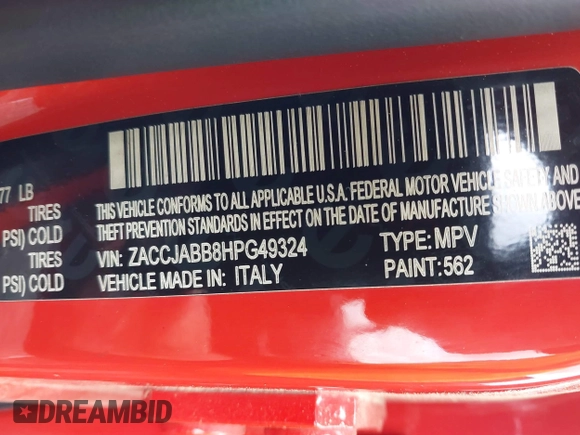 77 LB
TIRES
PSI) COLD
TIRES
PSI) COLD
THIS VEHICLE CONFORMS TO ALL APPLICABLE U.S.A. FEDERAL MOTOR VEHICLE SAFETY AND
THEFT PREVENTION STANDARDS IN EFFECT ON THE DATE OF MANUFACTURE SHOWN ABOVE.
VIN: ZACCJABB8HPG49324 TYPE: MPV
VEHICLE MADE IN: ITALY PAINT: 562
DREAMBID